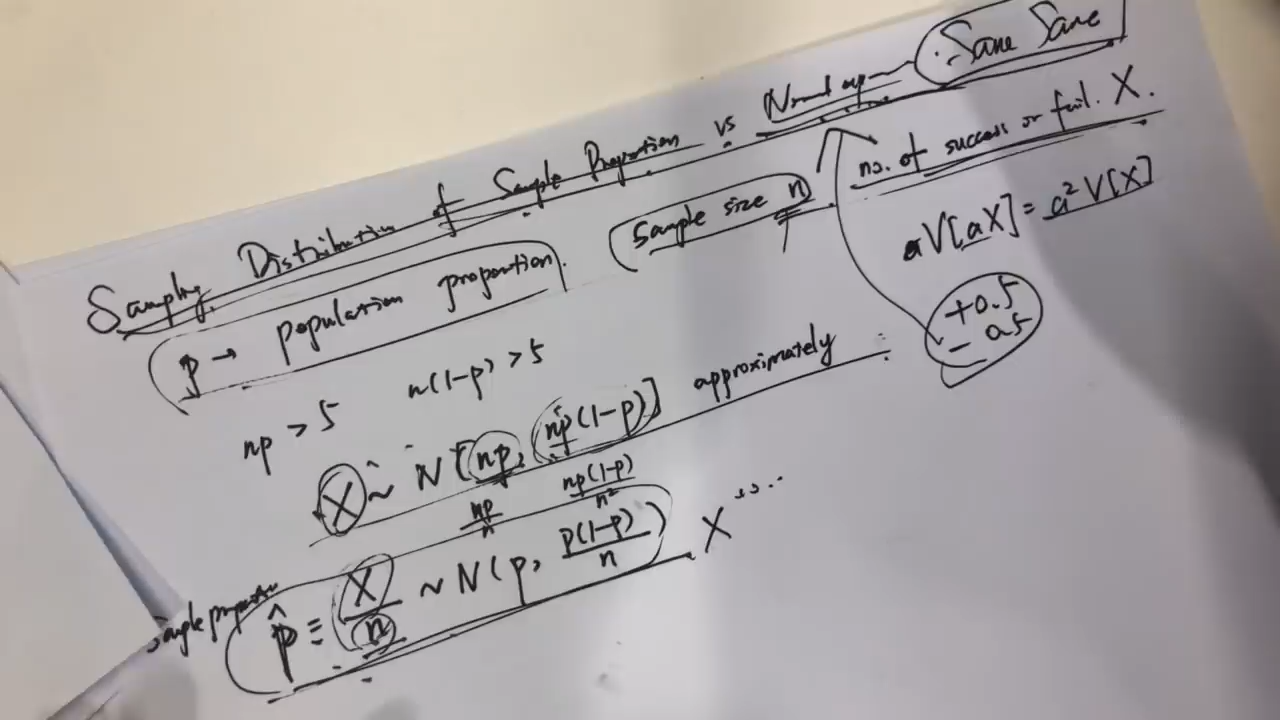 Same Same
Sampling Distribution of Sample Proportion vs Normal ap
no. of success or fail. X.
p → population proportion.
Sample size n
aV[aX] = a² V[X]
+0.5
- 0.5
np > 5 n(1-p) > 5
X ~ N [np, np(1-p)] approximately
np/n np(1-p)/n²
Sample proportion
p̂ ≡ X/n ~ N(p, p(1-p)/n) X